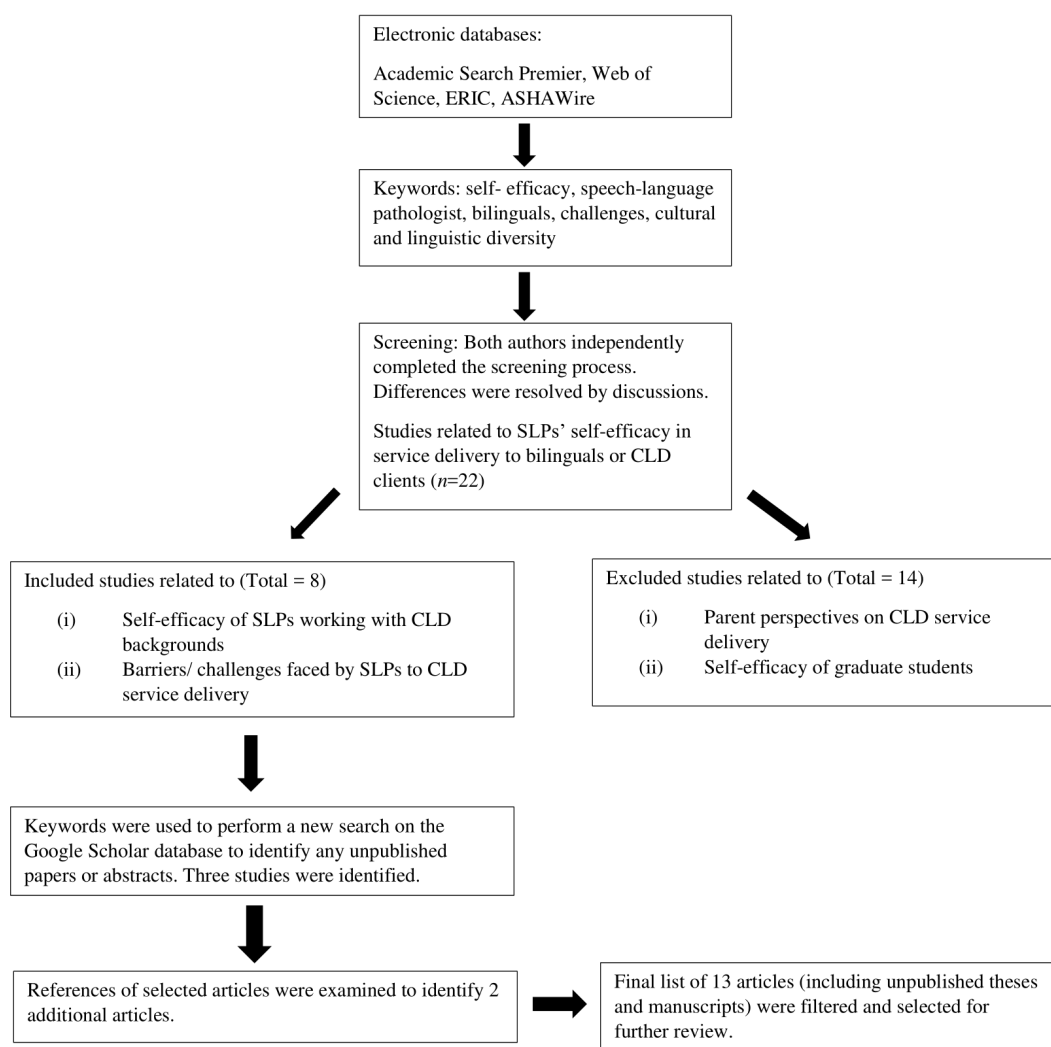 Electronic databases:
Academic Search Premier, Web of
Science, ERIC, ASHAWire
Keywords: self- efficacy, speech-language
pathologist, bilinguals, challenges, cultural
and linguistic diversity
Screening: Both authors independently
completed the screening process.
Differences were resolved by discussions.
Studies related to SLPs’ self-efficacy in
service delivery to bilinguals or CLD
clients (n=22)
Included studies related to (Total = 8)
(i) Self-efficacy of SLPs working with CLD
backgrounds
(ii) Barriers/ challenges faced by SLPs to CLD
service delivery
Excluded studies related to (Total = 14)
(i) Parent perspectives on CLD service
delivery
(ii) Self-efficacy of graduate students
Keywords were used to perform a new search on the
Google Scholar database to identify any unpublished
papers or abstracts. Three studies were identified.
References of selected articles were examined to identify 2
additional articles.
Final list of 13 articles (including unpublished theses
and manuscripts) were filtered and selected for
further review.